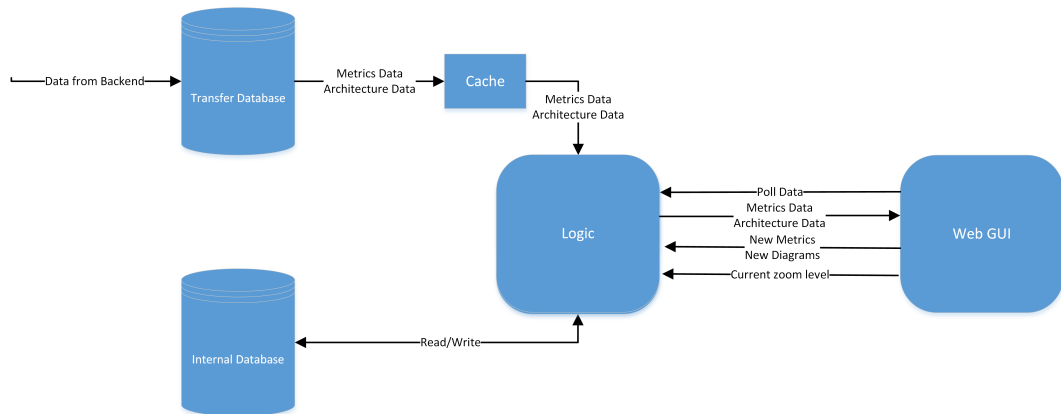 Data from Backend
Transfer Database
Metrics Data
Architecture Data
Cache
Metrics Data
Architecture Data
Logic
Poll Data
Metrics Data
Architecture Data
New Metrics
New Diagrams
Current zoom level
Web GUI
Internal Database
Read/Write